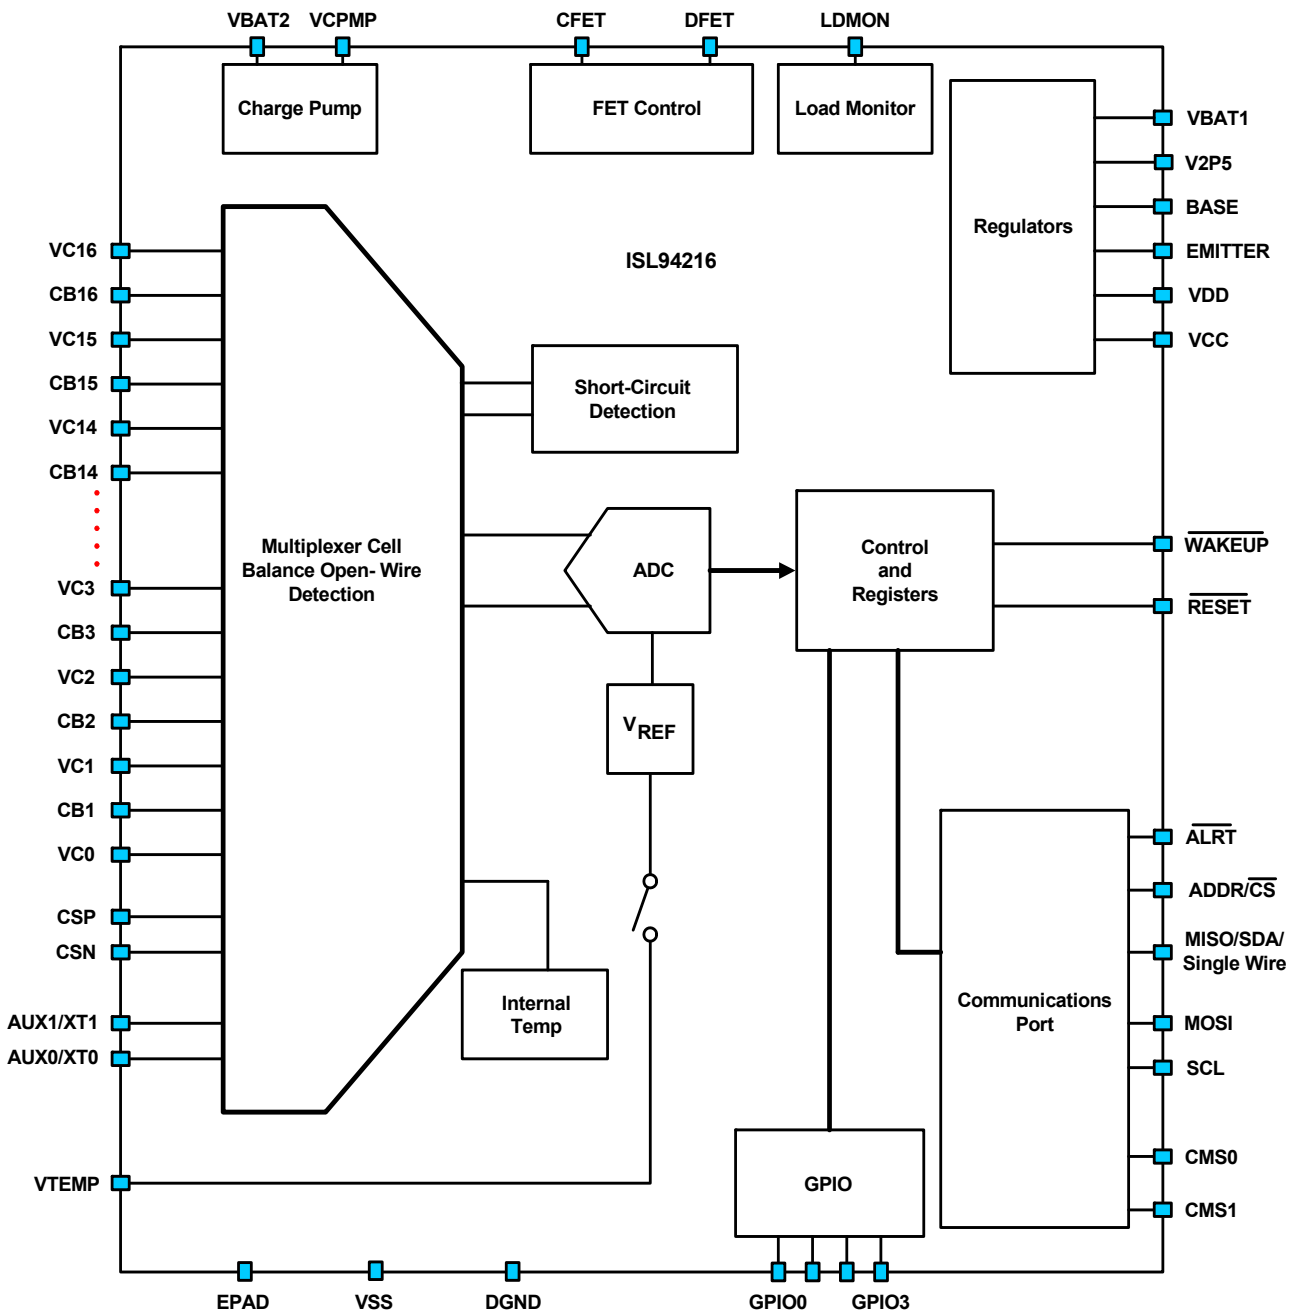 VBAT2
VCPMP
CFET
DFET
LDMON
Charge Pump
FET Control
Load Monitor
Regulators
VBAT1
V2P5
BASE
EMITTER
VDD
VCC
ISL94216
VC16
CB16
VC15
CB15
VC14
CB14
VC3
CB3
VC2
CB2
VC1
CB1
VC0
CSP
CSN
AUX1/XT1
AUX0/XT0
VTEMP
Multiplexer Cell
Balance Open- Wire
Detection
Short-Circuit
Detection
ADC
VREF
Internal
Temp
Control
and
Registers
WAKEUP
RESET
Communications
Port
ALRT
ADDR/CS
MISO/SDA/
Single Wire
MOSI
SCL
CMS0
CMS1
GPIO
EPAD
VSS
DGND
GPIO0
GPIO3